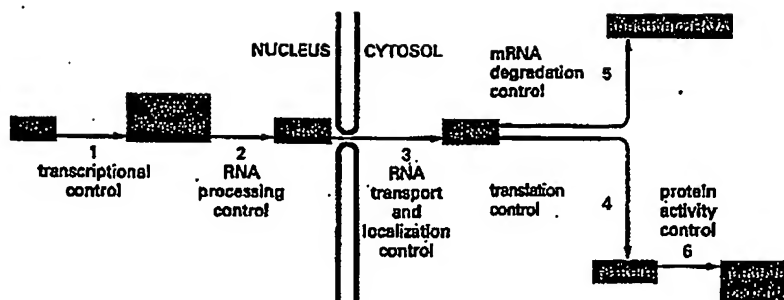 NUCLEUS
CYTOSOL
mRNA
degradation
control
5
1
transcriptional
control
2
RNA
processing
control
3
RNA
transport
and
localization
control
translation
control
4
protein
activity
control
6